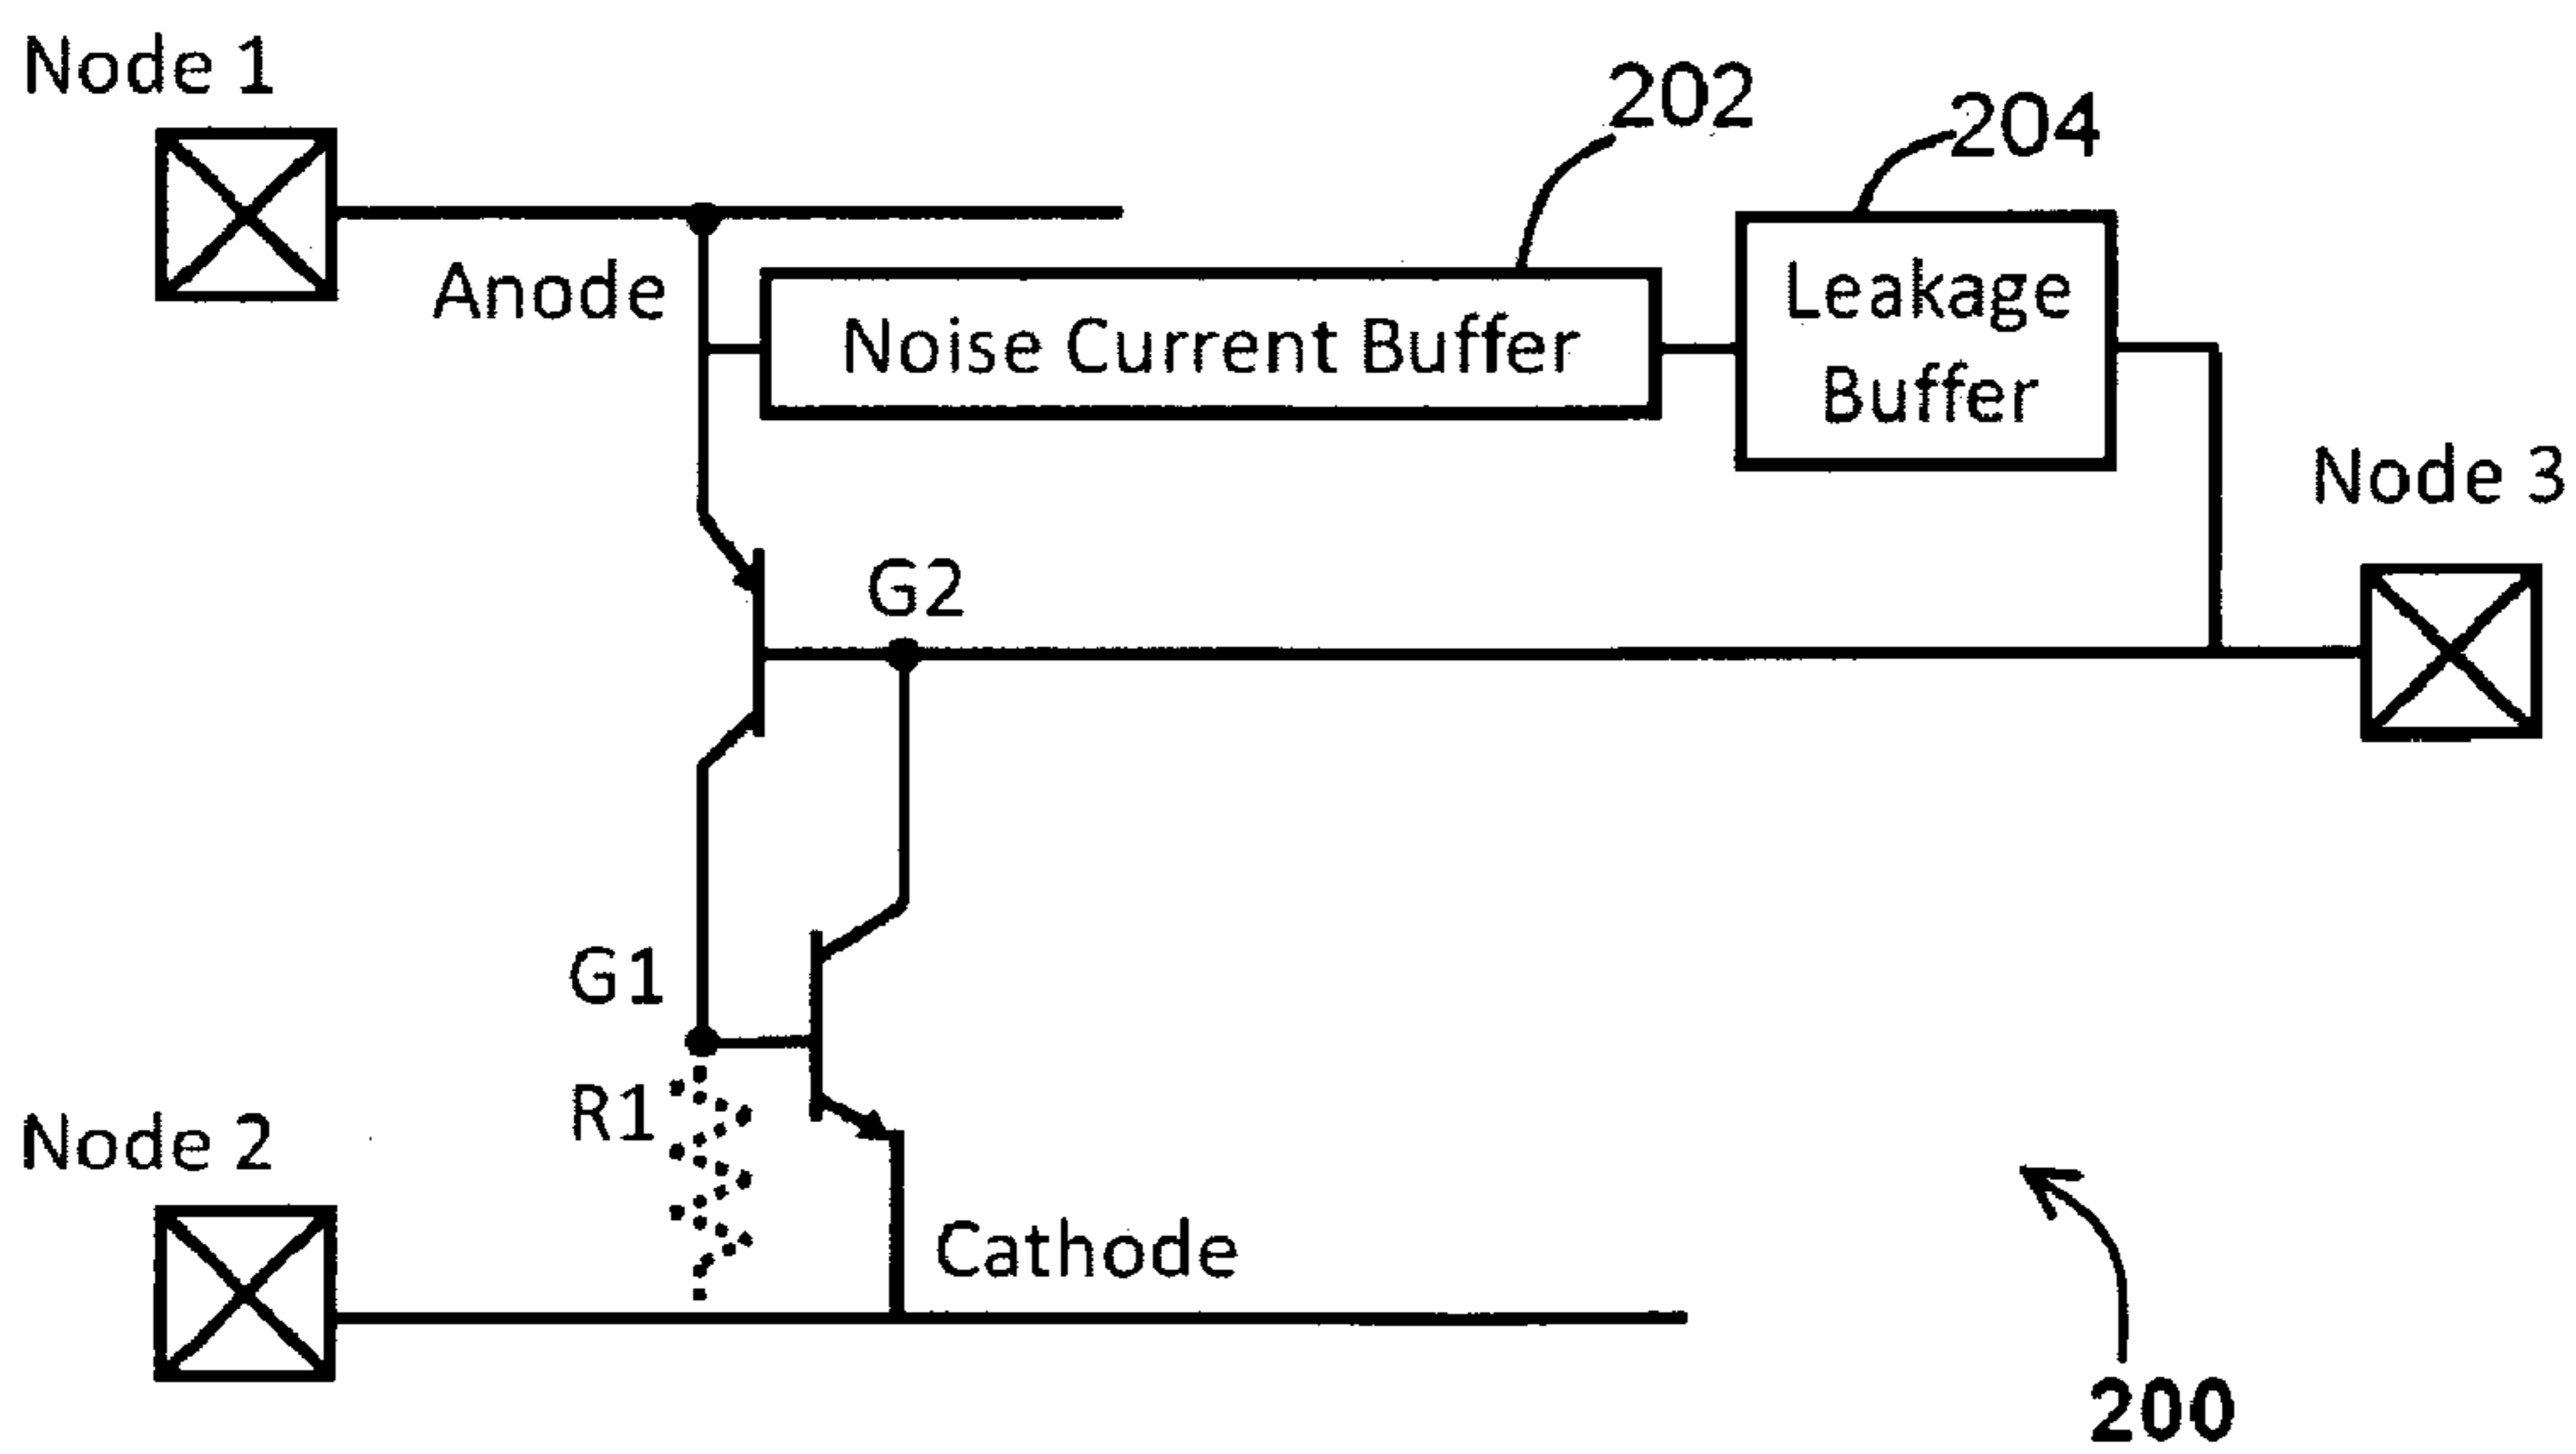 Node 1
202
204
Anode
Noise Current Buffer
Leakage
Buffer
Node 3
G2
G1
R1
Node 2
Cathode
200